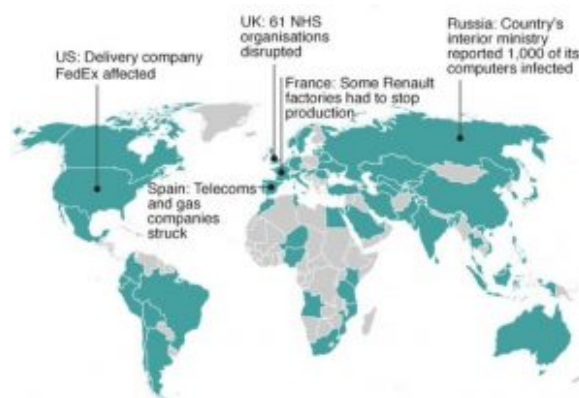 US: Delivery company
FedEx affected
UK: 61 NHS
organisations
disrupted
France: Some Renault
factories had to stop
production
Russia: Country's
interior ministry
reported 1,000 of its
computers infected
Spain: Telecoms
and gas
companies
struck